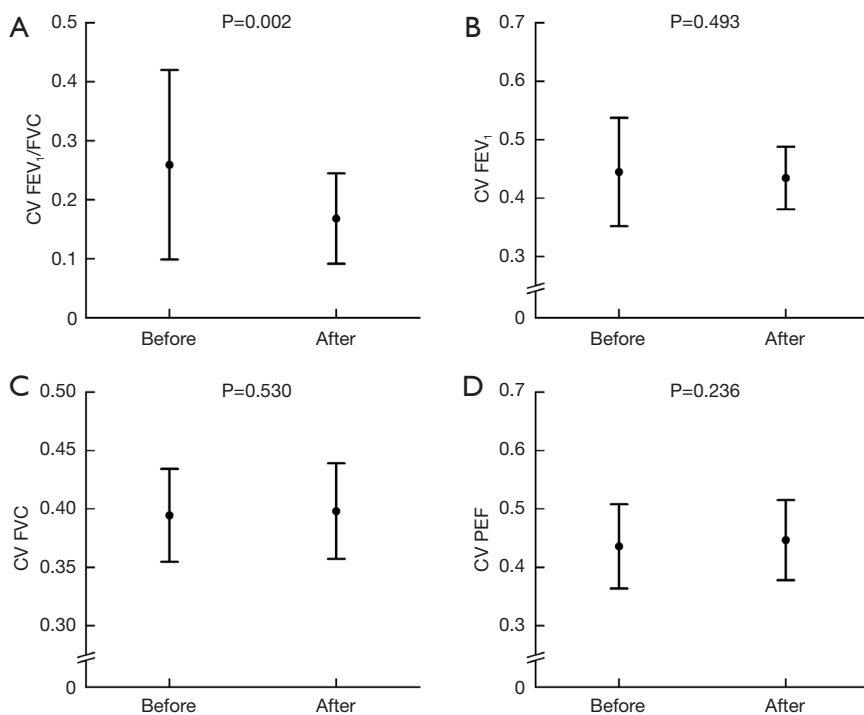 A
P=0.002
0.5
0.4
0.3
0.2
0.1
0
CV FEV₁/FVC
Before After
B
P=0.493
0.7
0.6
0.5
0.4
0.3
0
CV FEV₁
Before After
C
P=0.530
0.50
0.45
0.40
0.35
0.30
0
CV FVC
Before After
D
P=0.236
0.7
0.6
0.5
0.4
0.3
0
CV PEF
Before After